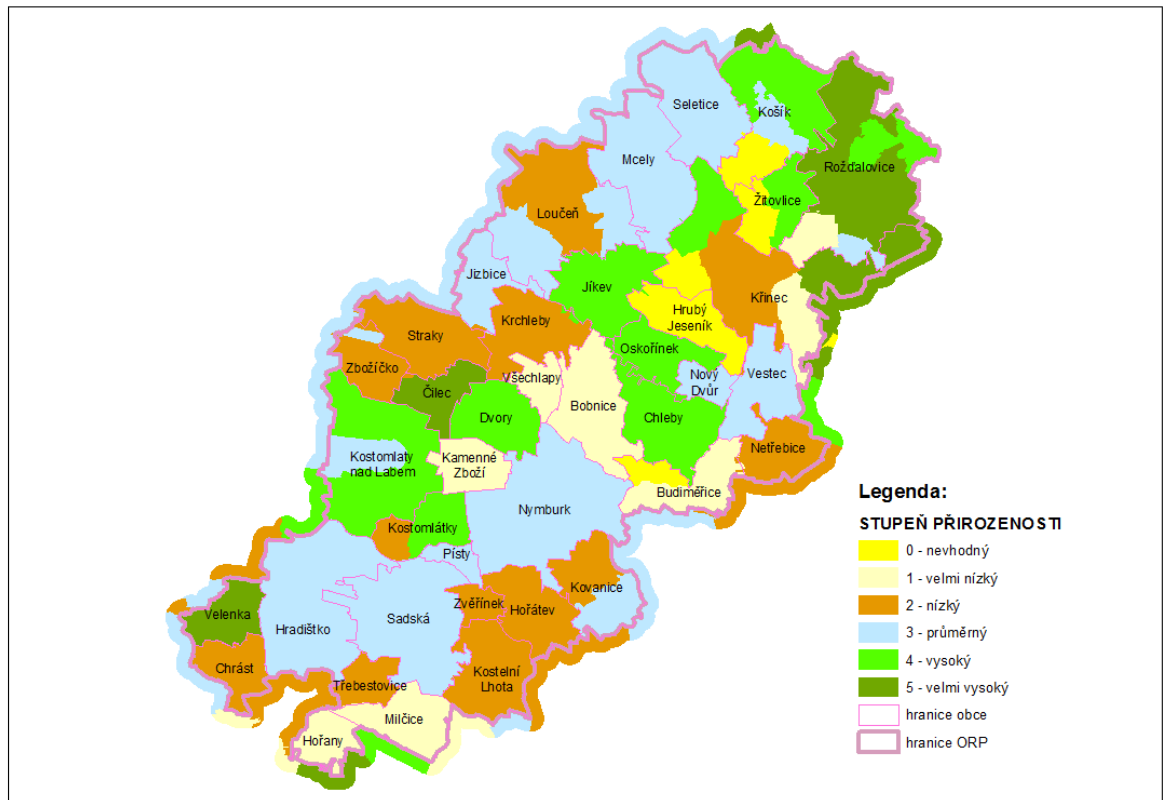 Seletice
Košík
Mcely
Rožďalovice
Žitovlice
Loučeň
Jizbice
Jíkev
Křinec
Hrubý
Jeseník
Krchleby
Straky
Oskořínek
Zbožíčko
Všechlapy
Nový
Dvůr
Vestec
Čilec
Bobnice
Dvory
Chleby
Netřebice
Kostomlaty
nad Labem
Kamenné
Zboží
Budiměřice
Nymburk
Kostomlátky
Písty
Kovanice
Velenka
Zvěřínek
Hořátev
Sadská
Hradištko
Chrást
Kostelní
Lhota
Třebestovice
Milčice
Hořany
Legenda:
STUPEŇ PŘIROZENOSTI
0 - nevhodný
1 - velmi nízký
2 - nízký
3 - průměrný
4 - vysoký
5 - velmi vysoký
hranice obce
hranice ORP